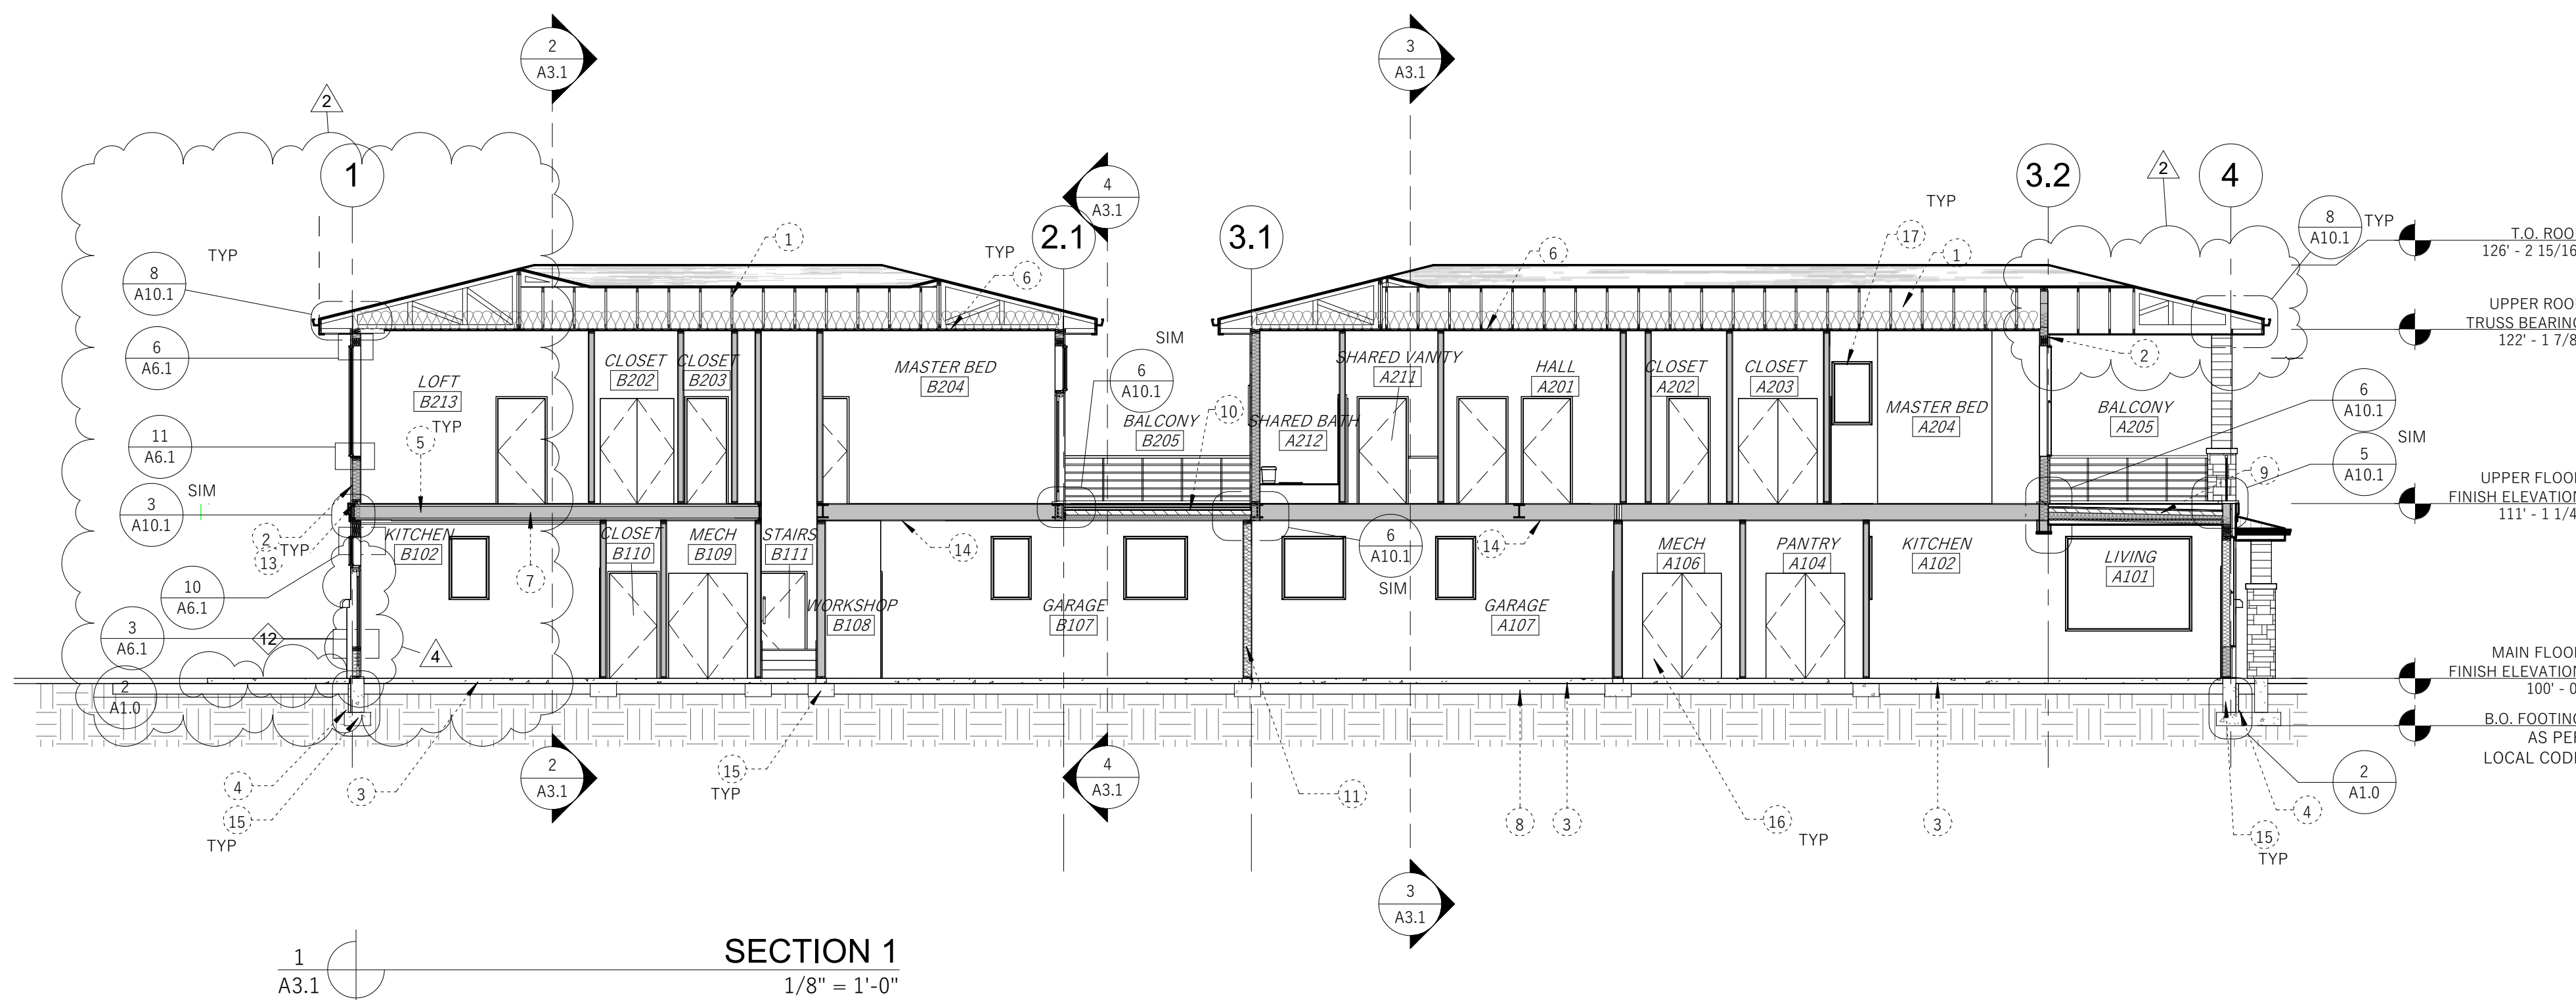 2
A3.1
3
A3.1
2
1
4
A3.1
2.1
3.1
3.2
2
4
TYP
8
A10.1
TYP
1
TYP
6
6
17
TYP
1
8
A10.1
TYP
T.O. ROO
126' - 2 15/16
UPPER ROO
TRUSS BEARING
122' - 1 7/8
6
A6.1
11
A6.1
3
A10.1
SIM
LOFT
B213
5
TYP
CLOSET
B202
CLOSET
B203
MASTER BED
B204
SIM
6
A10.1
BALCONY
B205
10
SHARED VANITY
A211
SHARED BATH
A212
HALL
A201
CLOSET
A202
CLOSET
A203
MASTER BED
A204
2
BALCONY
A205
6
A10.1
SIM
5
A10.1
9
UPPER FLOO
FINISH ELEVATION
111' - 1 1/4
2
TYP
13
10
A6.1
3
A6.1
12
2
A1.0
4
KITCHEN
B102
7
CLOSET
B110
MECH
B109
STAIRS
B111
14
WORKSHOP
B108
GARAGE
B107
6
A10.1
SIM
14
GARAGE
A107
MECH
A106
PANTRY
A104
KITCHEN
A102
LIVING
A101
MAIN FLOO
FINISH ELEVATION
100' - 0
B.O. FOOTING
AS PE
LOCAL COD
4
15
TYP
3
2
A3.1
15
TYP
4
A3.1
11
8
3
16
TYP
3
2
A1.0
4
15
TYP
3
A3.1
1
A3.1
SECTION 1
1/8" = 1'-0"